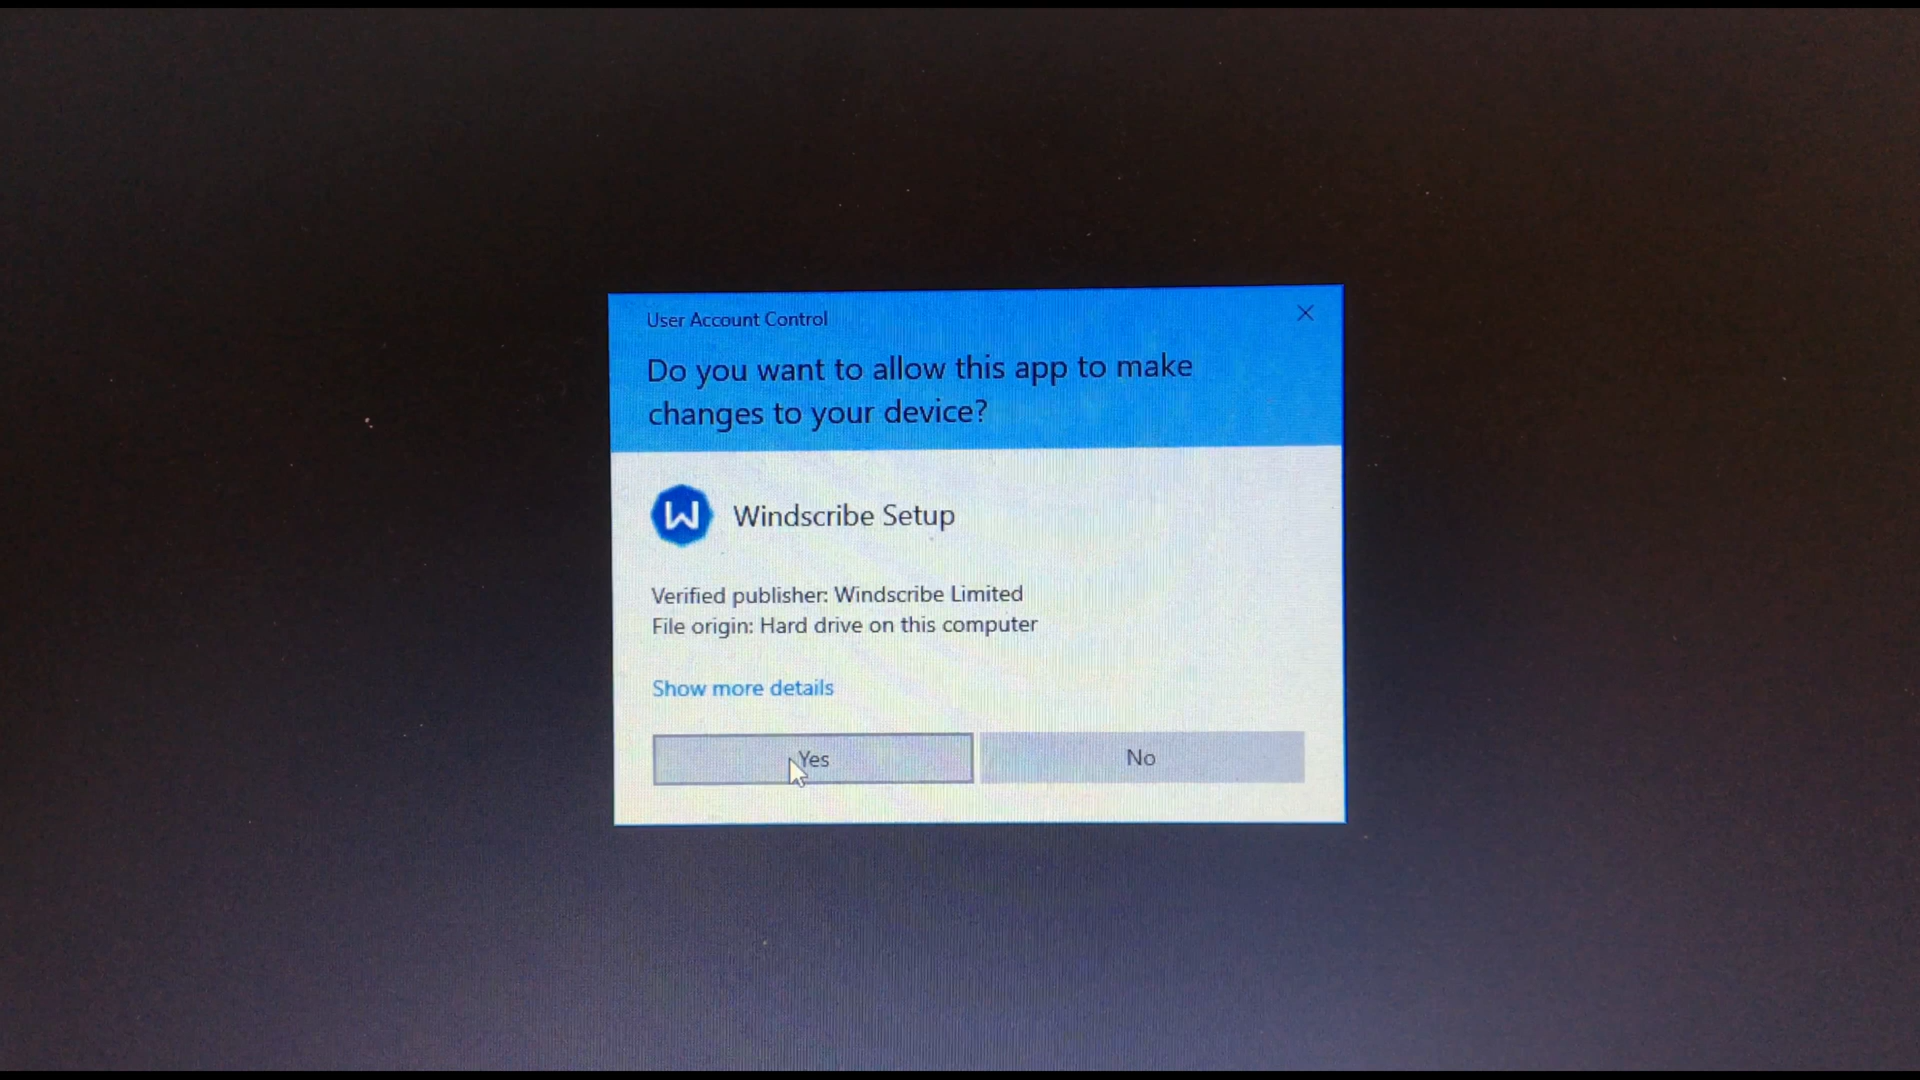 User Account Control
Do you want to allow this app to make
changes to your device?
W
Windscribe Setup
Verified publisher: Windscribe Limited
File origin: Hard drive on this computer
Show more details
Yes
No